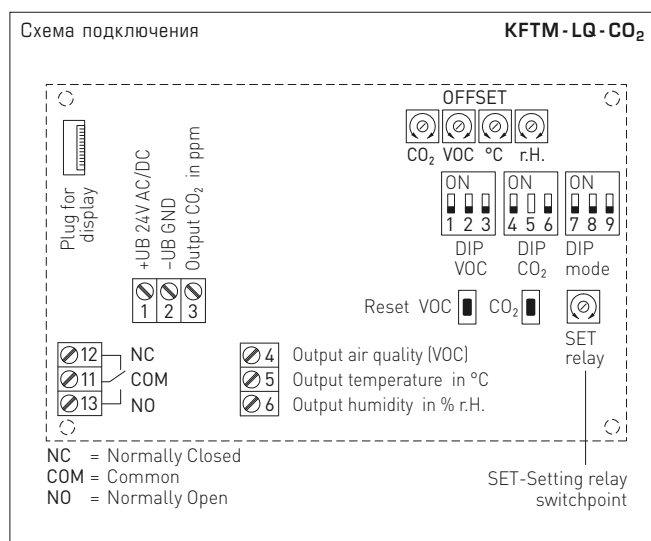 Схема подключения
KFTM-LQ-CO₂
OFFSET
CO₂ VOC °C r.H.
Plug for
display
+UB 24V AC/DC
-UB GND
Output CO₂ in ppm
1 2 3
ON ON ON
1 2 3 4 5 6 7 8 9
DIP
VOC
DIP
CO₂
DIP
mode
Reset VOC CO₂
SET
relay
12 NC
11 COM
13 NO
4 Output air quality (VOC)
5 Output temperature in °C
6 Output humidity in % r.H.
NC = Normally Closed
COM = Common
NO = Normally Open
SET-Setting relay
switchpoint